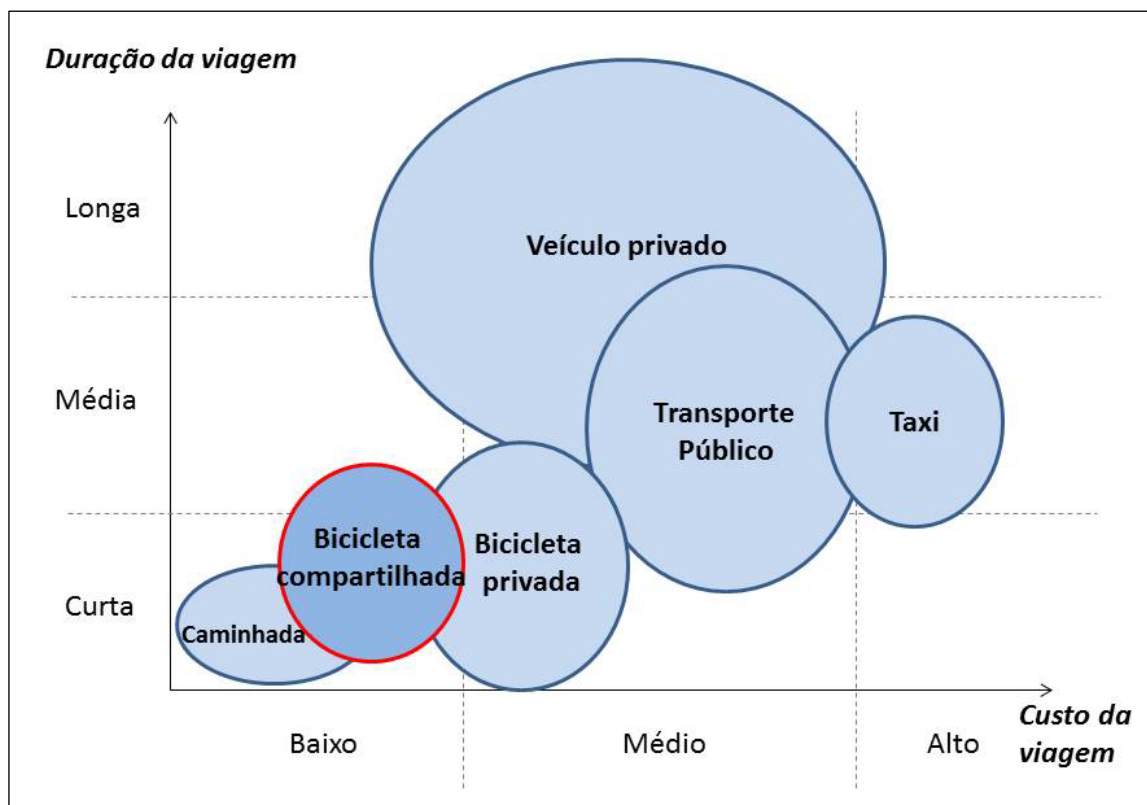 Duração da viagem
Longa
Veículo privado
Média
Transporte
Público
Taxi
Bicicleta
compartilhada
Bicicleta
privada
Curta
Caminhada
Baixo
Médio
Alto
Custo da
viagem